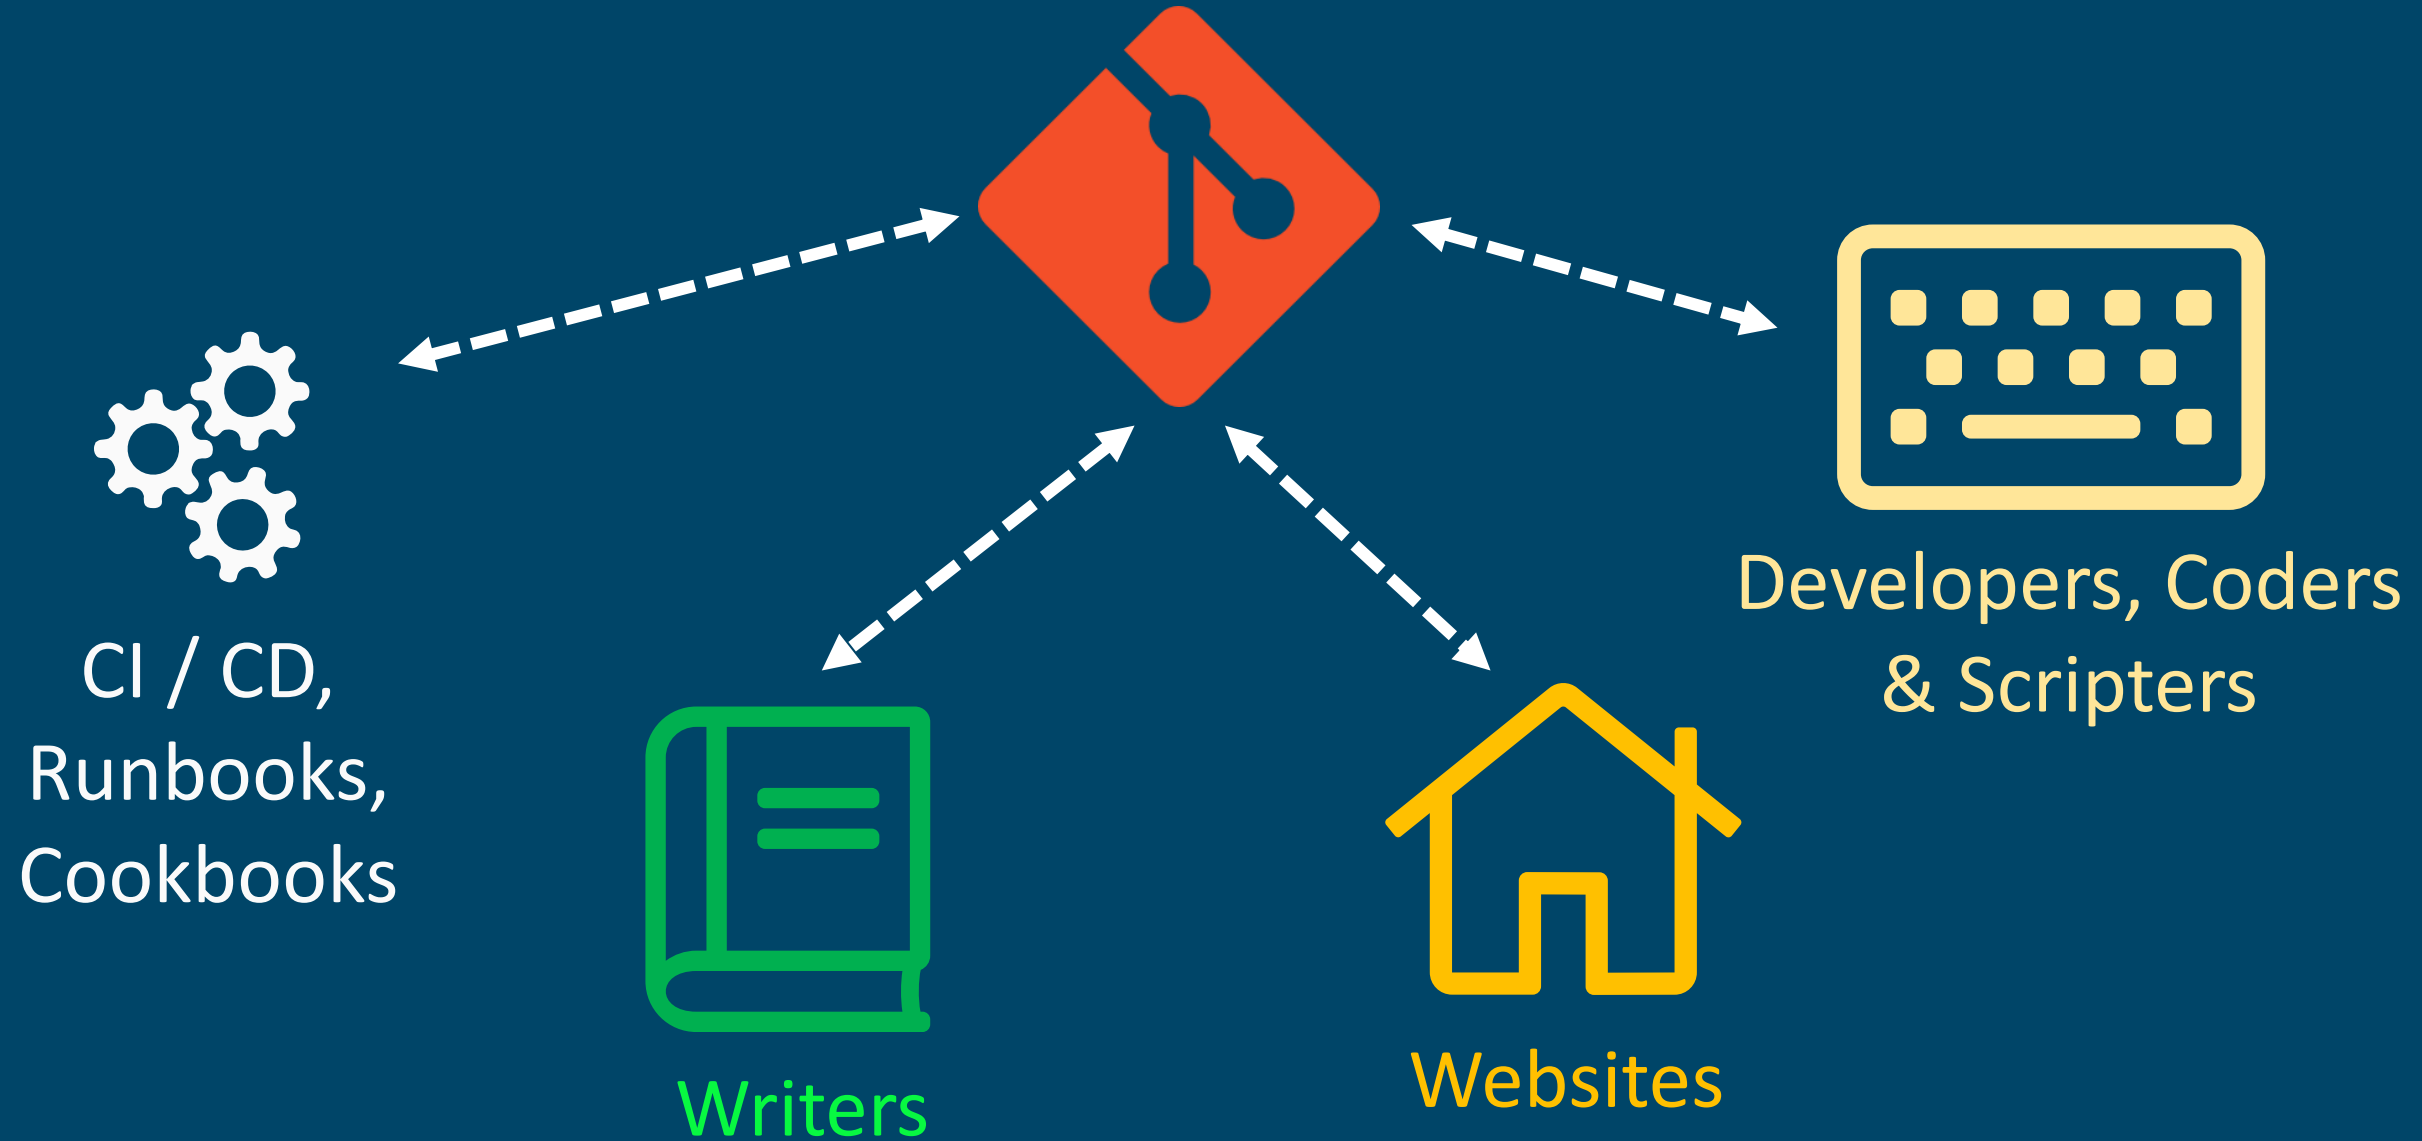 CI / CD,
Runbooks,
Cookbooks
Writers
Websites
Developers, Coders
& Scripters